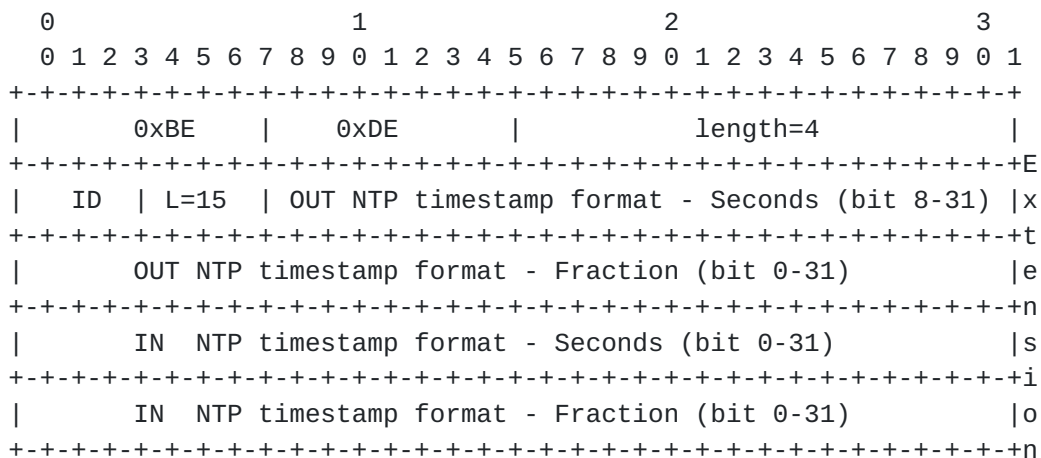 0                   1                   2                   3
   0 1 2 3 4 5 6 7 8 9 0 1 2 3 4 5 6 7 8 9 0 1 2 3 4 5 6 7 8 9 0 1
 +-+-+-+-+-+-+-+-+-+-+-+-+-+-+-+-+-+-+-+-+-+-+-+-+-+-+-+-+-+-+-+-+
 |       0xBE    |    0xDE       |           length=4            |
 +-+-+-+-+-+-+-+-+-+-+-+-+-+-+-+-+-+-+-+-+-+-+-+-+-+-+-+-+-+-+-+-+E
 |   ID  | L=15  | OUT NTP timestamp format - Seconds (bit 8-31) |x
 +-+-+-+-+-+-+-+-+-+-+-+-+-+-+-+-+-+-+-+-+-+-+-+-+-+-+-+-+-+-+-+-+t
 |       OUT NTP timestamp format - Fraction (bit 0-31)          |e
 +-+-+-+-+-+-+-+-+-+-+-+-+-+-+-+-+-+-+-+-+-+-+-+-+-+-+-+-+-+-+-+-+n
 |       IN  NTP timestamp format - Seconds (bit 0-31)           |s
 +-+-+-+-+-+-+-+-+-+-+-+-+-+-+-+-+-+-+-+-+-+-+-+-+-+-+-+-+-+-+-+-+i
 |       IN  NTP timestamp format - Fraction (bit 0-31)          |o
 +-+-+-+-+-+-+-+-+-+-+-+-+-+-+-+-+-+-+-+-+-+-+-+-+-+-+-+-+-+-+-+-+n